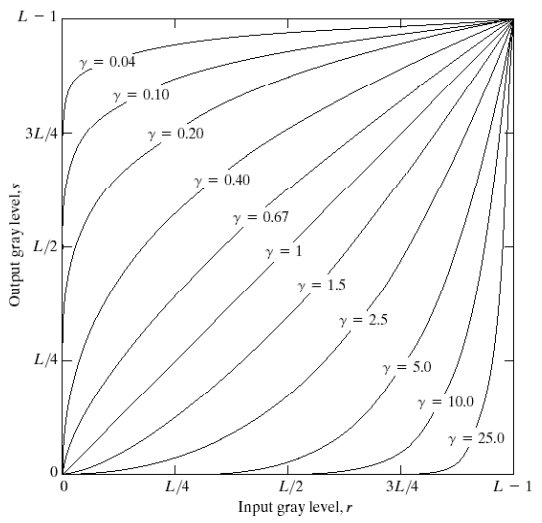 L − 1
γ = 0.04
γ = 0.10
3L/4
γ = 0.20
γ = 0.40
γ = 0.67
Output gray level, s
L/2
γ = 1
γ = 1.5
γ = 2.5
L/4
γ = 5.0
γ = 10.0
γ = 25.0
0
0 L/4 L/2 3L/4 L − 1
Input gray level, r